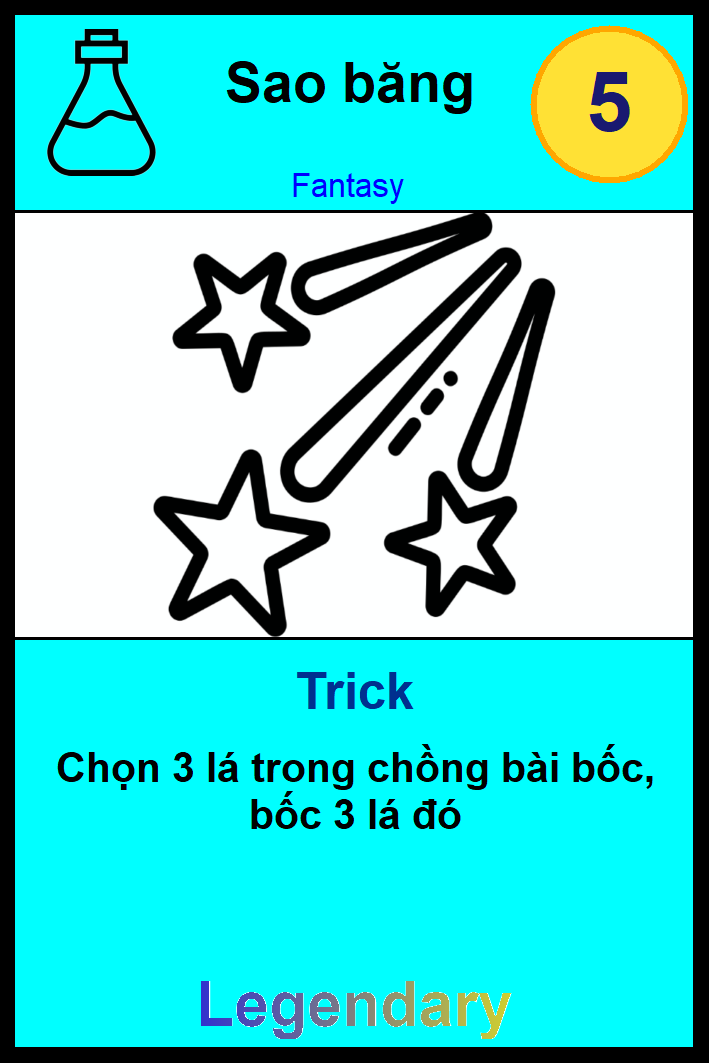 Sao băng
5
Fantasy
Trick
Chọn 3 lá trong chồng bài bốc,
bốc 3 lá đó
Legendary